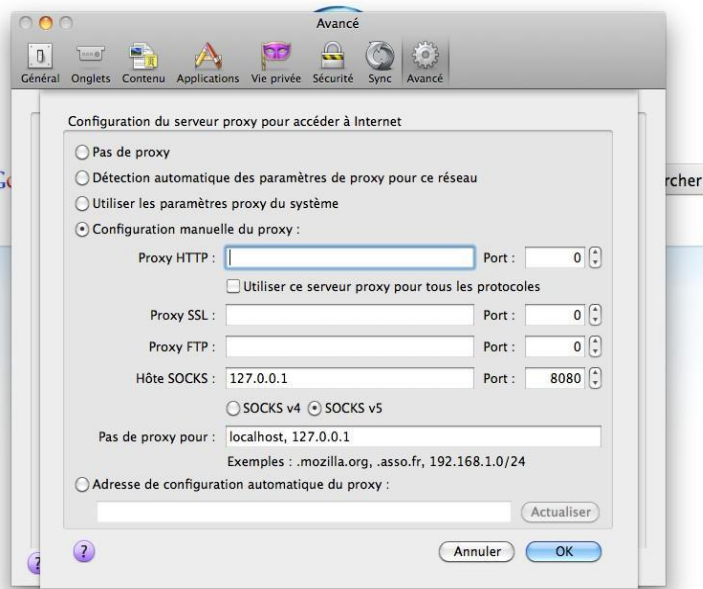 Avancé
Général Onglets Contenu Applications Vie privée Sécurité Sync Avancé
Configuration du serveur proxy pour accéder à Internet
Pas de proxy
Détection automatique des paramètres de proxy pour ce réseau
Utiliser les paramètres proxy du système
Configuration manuelle du proxy :
Proxy HTTP : Port : 0
Utiliser ce serveur proxy pour tous les protocoles
Proxy SSL : Port : 0
Proxy FTP : Port : 0
Hôte SOCKS : 127.0.0.1 Port : 8080
SOCKS v4 SOCKS v5
Pas de proxy pour : localhost, 127.0.0.1
Exemples : .mozilla.org, .asso.fr, 192.168.1.0/24
Adresse de configuration automatique du proxy :
Actualiser
? Annuler OK
?
Go
rcher